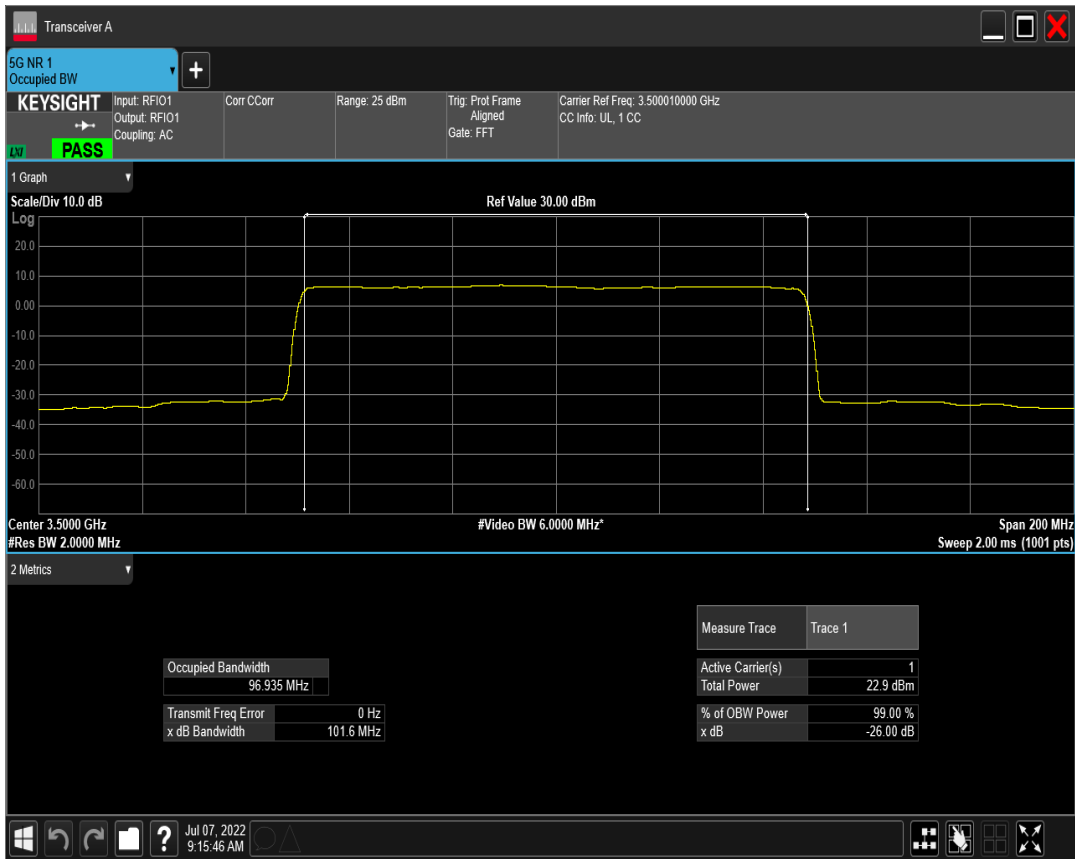 Transceiver A
5G NR 1
Occupied BW
+
KEYSIGHT
LXI
PASS
Input: RFIO1
Output: RFIO1
Coupling: AC
Corr CCorr
Range: 25 dBm
Trig: Prot Frame
Aligned
Gate: FFT
Carrier Ref Freq: 3.500010000 GHz
CC Info: UL, 1 CC
1 Graph
Scale/Div 10.0 dB
Ref Value 30.00 dBm
Log
20.0
10.0
0.00
-10.0
-20.0
-30.0
-40.0
-50.0
-60.0
Center 3.5000 GHz
#Video BW 6.0000 MHz*
Span 200 MHz
#Res BW 2.0000 MHz
Sweep 2.00 ms (1001 pts)
2 Metrics
Measure Trace Trace 1
Occupied Bandwidth
96.935 MHz
Active Carrier(s) 1
Total Power 22.9 dBm
Transmit Freq Error 0 Hz
x dB Bandwidth 101.6 MHz
% of OBW Power 99.00 %
x dB -26.00 dB
?
Jul 07, 2022
9:15:46 AM